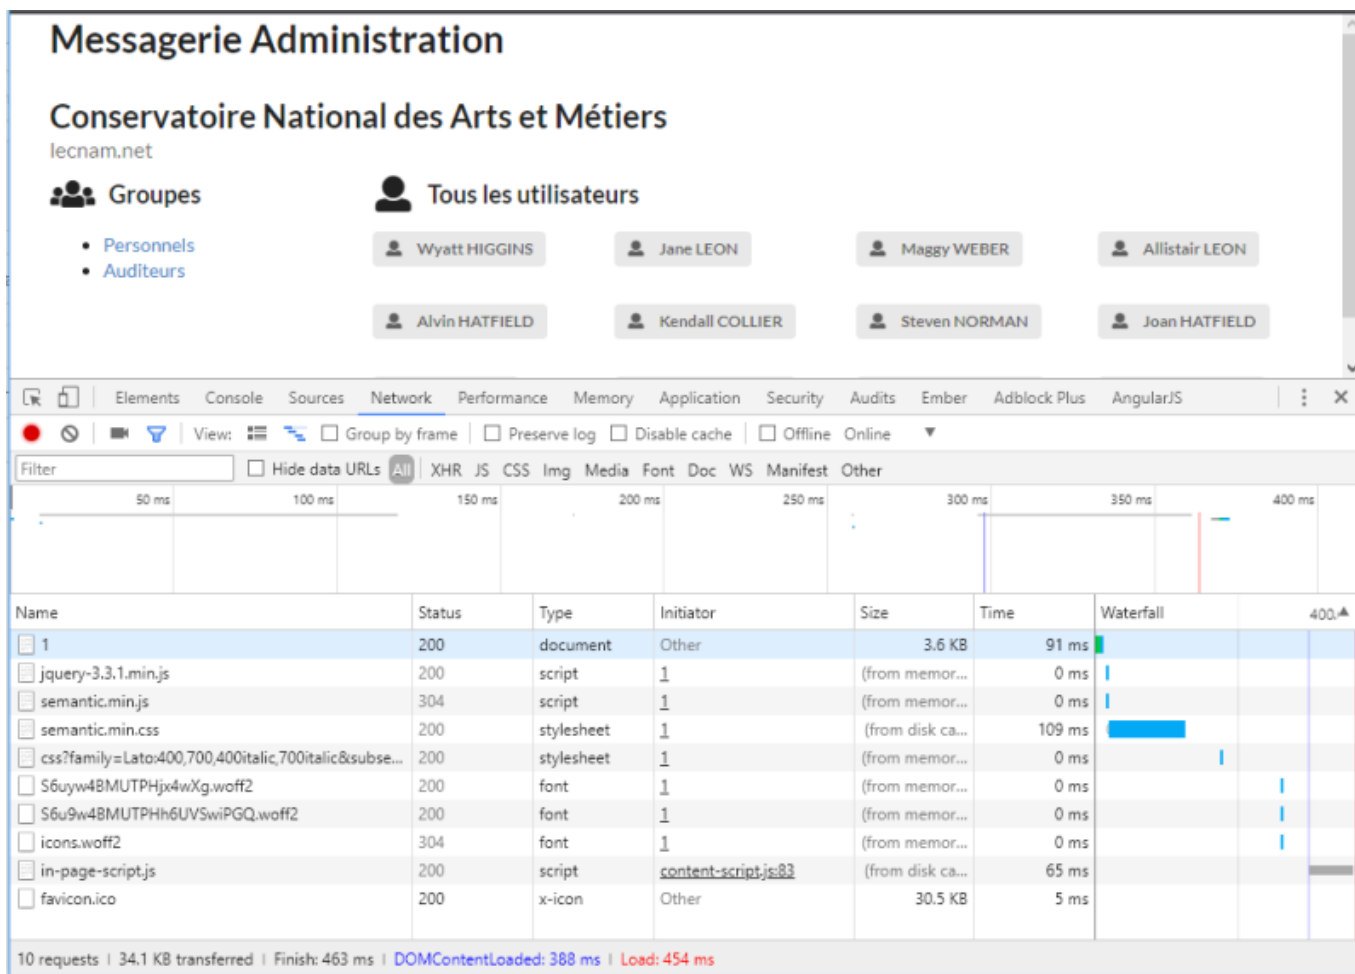 Messagerie Administration
Conservatoire National des Arts et Métiers
lecnam.net
Groupes
Tous les utilisateurs
Personnels
Auditeurs
Wyatt HIGGINS Jane LEON Maggy WEBER Allistair LEON
Alvin HATFIELD Kendall COLLIER Steven NORMAN Joan HATFIELD
Elements Console Sources Network Performance Memory Application Security Audits Ember Adblock Plus AngularJS
View: Group by frame Preserve log Disable cache Offline Online
Filter Hide data URLs All XHR JS CSS Img Media Font Doc WS Manifest Other
50 ms 100 ms 150 ms 200 ms 250 ms 300 ms 350 ms 400 ms
Name Status Type Initiator Size Time Waterfall 400.
1 200 document Other 3.6 KB 91 ms
jquery-3.3.1.min.js 200 script 1 (from memor... 0 ms
semantic.min.js 304 script 1 (from memor... 0 ms
semantic.min.css 200 stylesheet 1 (from disk ca... 109 ms
css?family=Lato:400,700,400italic,700italic&subse... 200 stylesheet 1 (from memor... 0 ms
S6uyw4BMUTPHjx4wXg.woff2 200 font 1 (from memor... 0 ms
S6u9w4BMUTPHh6UVSwiPGQ.woff2 200 font 1 (from memor... 0 ms
icons.woff2 304 font 1 (from memor... 0 ms
in-page-script.js 200 script content-script.js:83 (from disk ca... 65 ms
favicon.ico 200 x-icon Other 30.5 KB 5 ms
10 requests | 34.1 KB transferred | Finish: 463 ms | DOMContentLoaded: 388 ms | Load: 454 ms